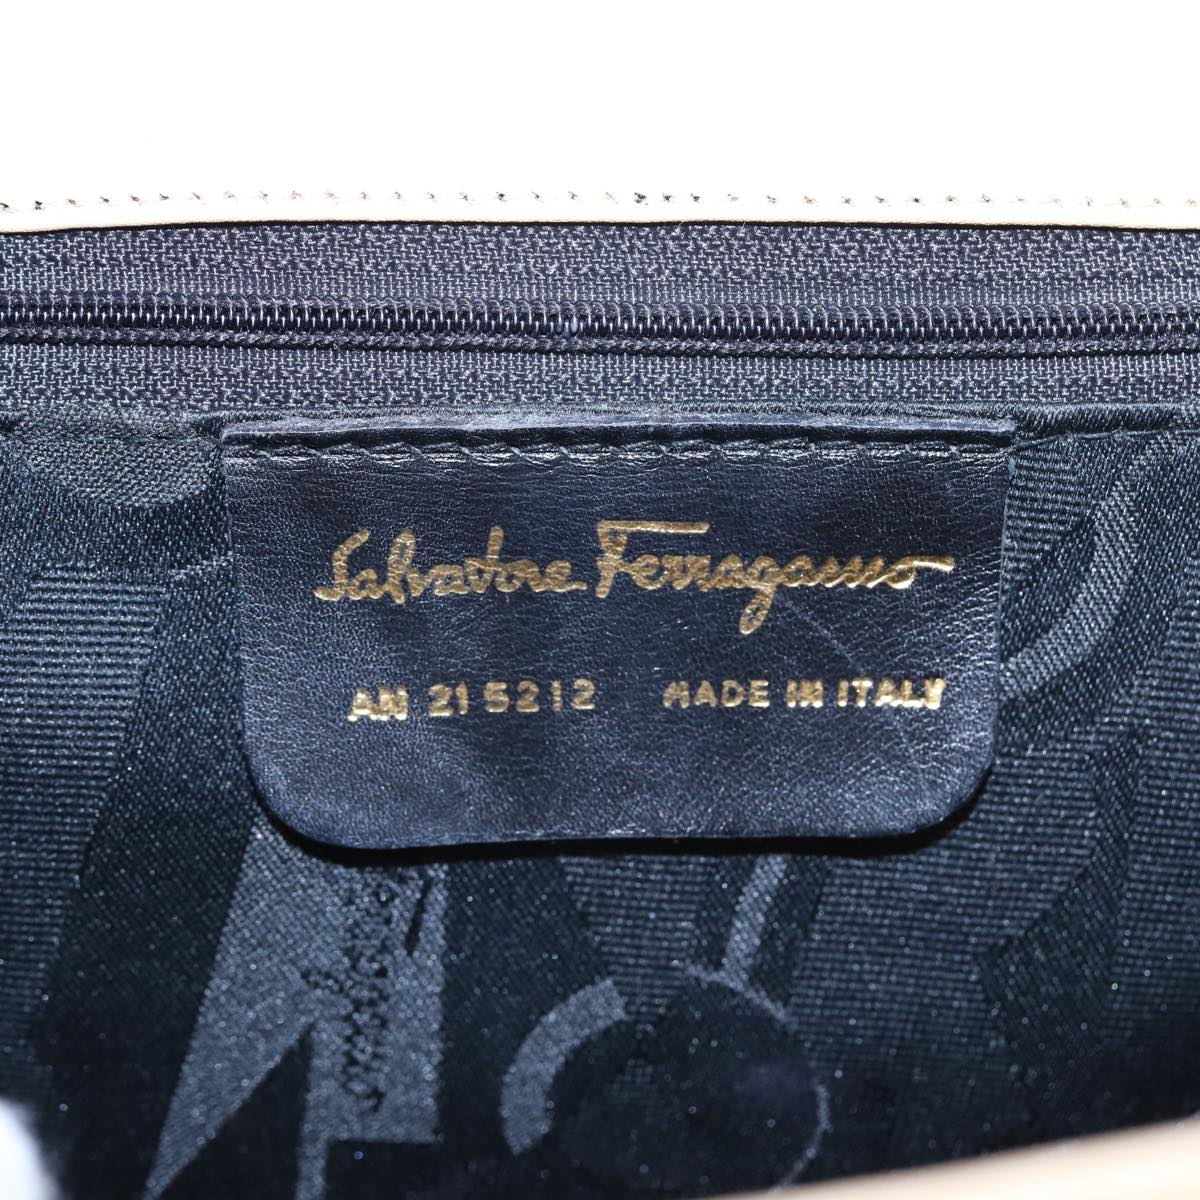 Salvatore Ferragamo
AN 21 5212 MADE IN ITALY